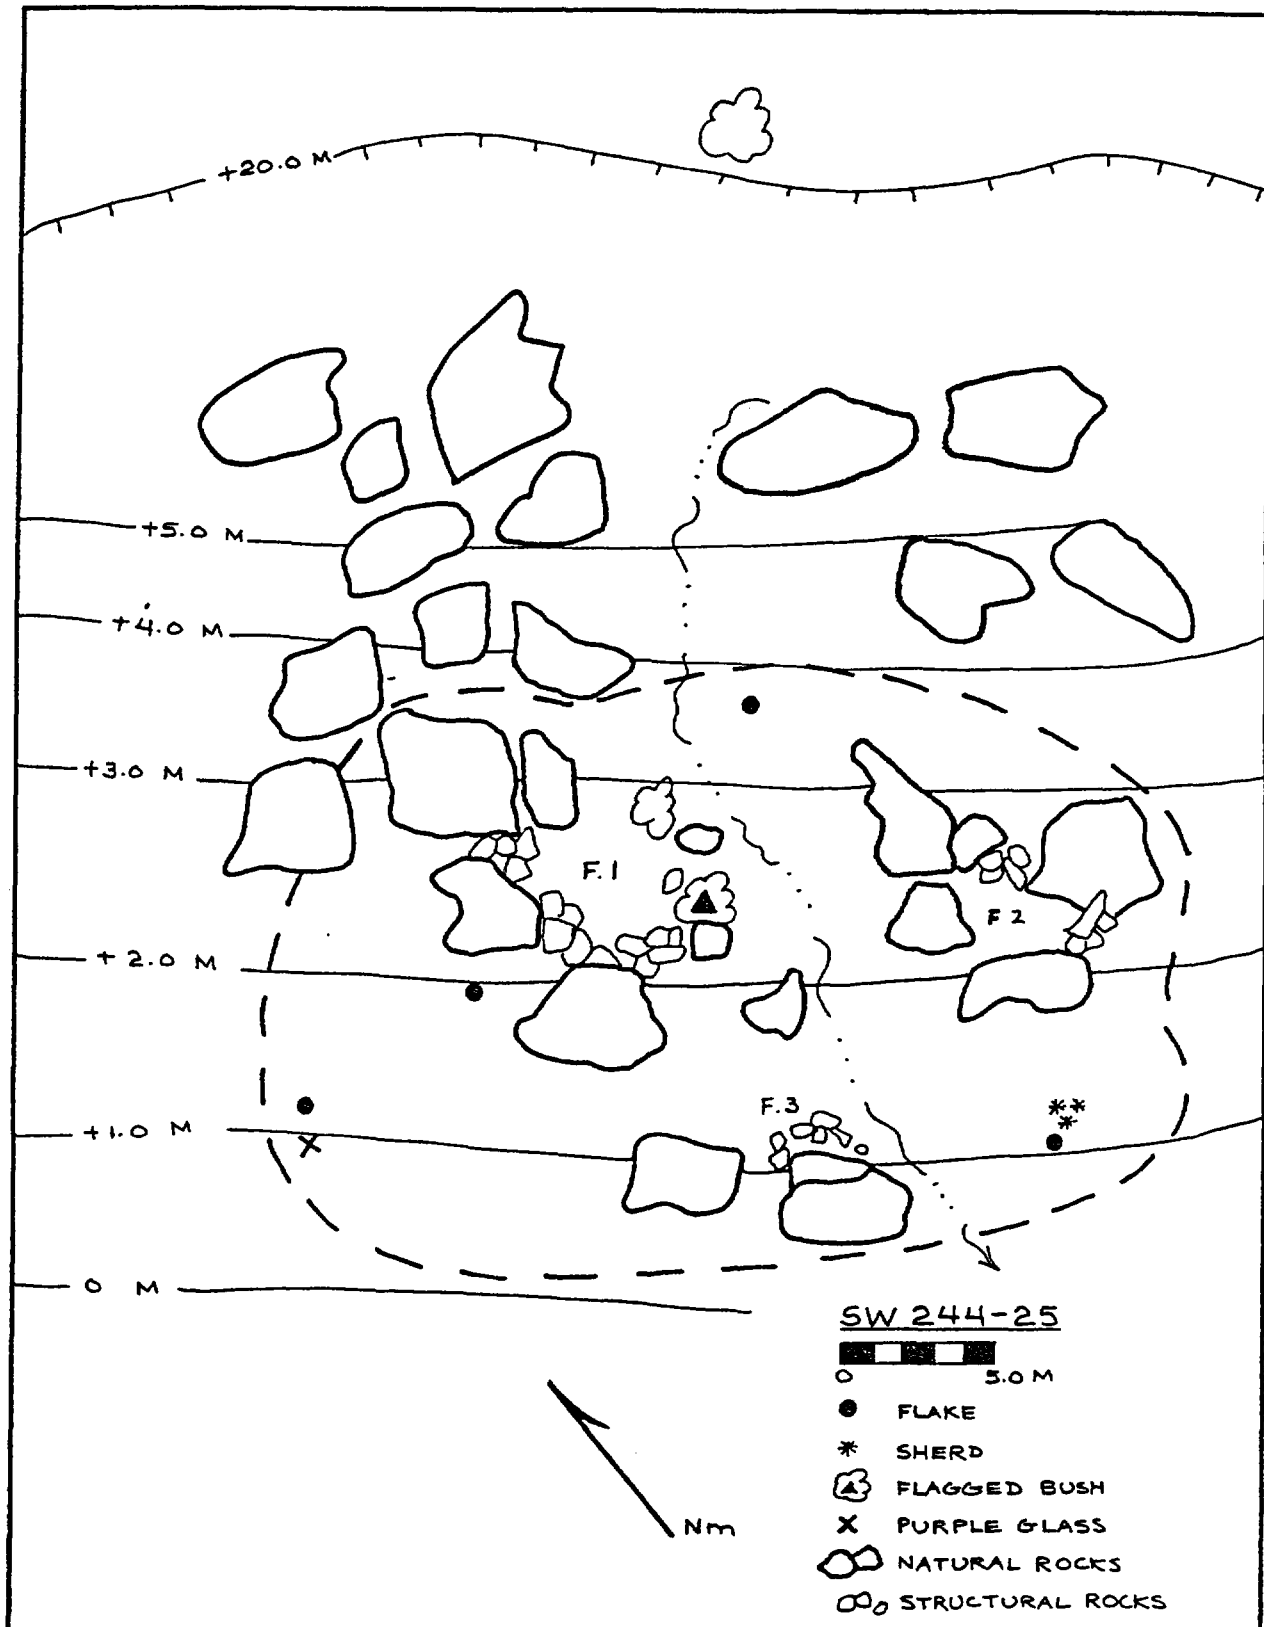 +20.0 M
+5.0 M
+4.0 M
+3.0 M
F.1
F 2
+2.0 M
F.3
+1.0 M
0 M
SW 244-25
0 5.0 M
FLAKE
SHERD
FLAGGED BUSH
Nm
PURPLE GLASS
NATURAL ROCKS
STRUCTURAL ROCKS